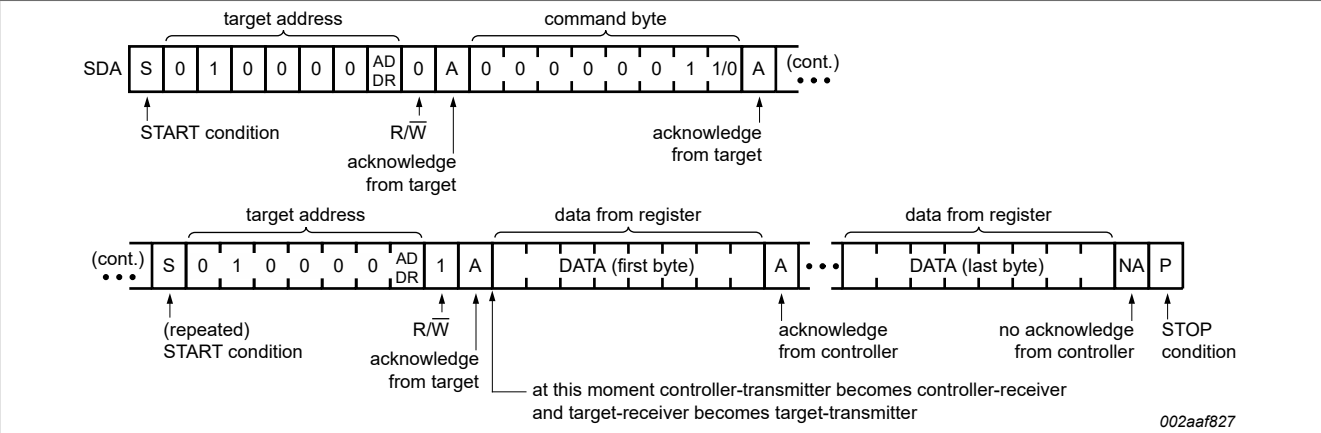 target address command byte
SDA S 0 1 0 0 0 0 AD DR 0 A 0 0 0 0 0 0 1 1/0 A (cont.)
START condition
R/W̅
acknowledge
from target
acknowledge
from target
target address data from register data from register
(cont.) S 0 1 0 0 0 0 AD DR 1 A DATA (first byte) A DATA (last byte) NA P
(repeated)
START condition
R/W̅
acknowledge
from target
acknowledge
from controller
no acknowledge
from controller
STOP
condition
at this moment controller-transmitter becomes controller-receiver
and target-receiver becomes target-transmitter
002aaf827